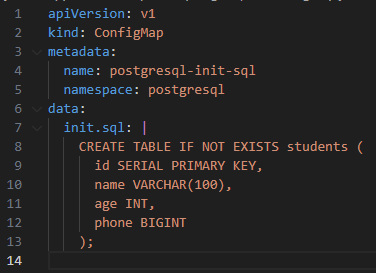 1 apiVersion: v1
2 kind: ConfigMap
3 metadata:
4   name: postgresql-init-sql
5   namespace: postgresql
6 data:
7   init.sql: |
8     CREATE TABLE IF NOT EXISTS students (
9       id SERIAL PRIMARY KEY,
10       name VARCHAR(100),
11       age INT,
12       phone BIGINT
13     );
14